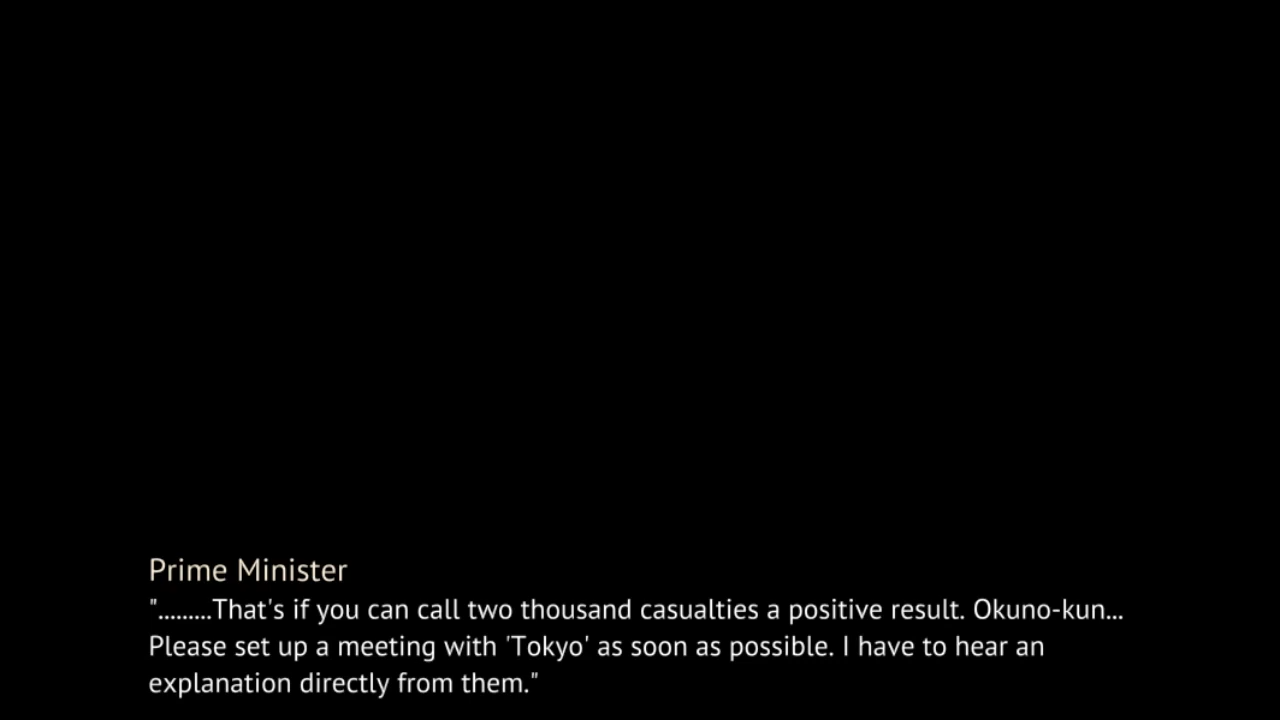 Prime Minister
".........That's if you can call two thousand casualties a positive result. Okuno-kun...
Please set up a meeting with 'Tokyo' as soon as possible. I have to hear an
explanation directly from them."